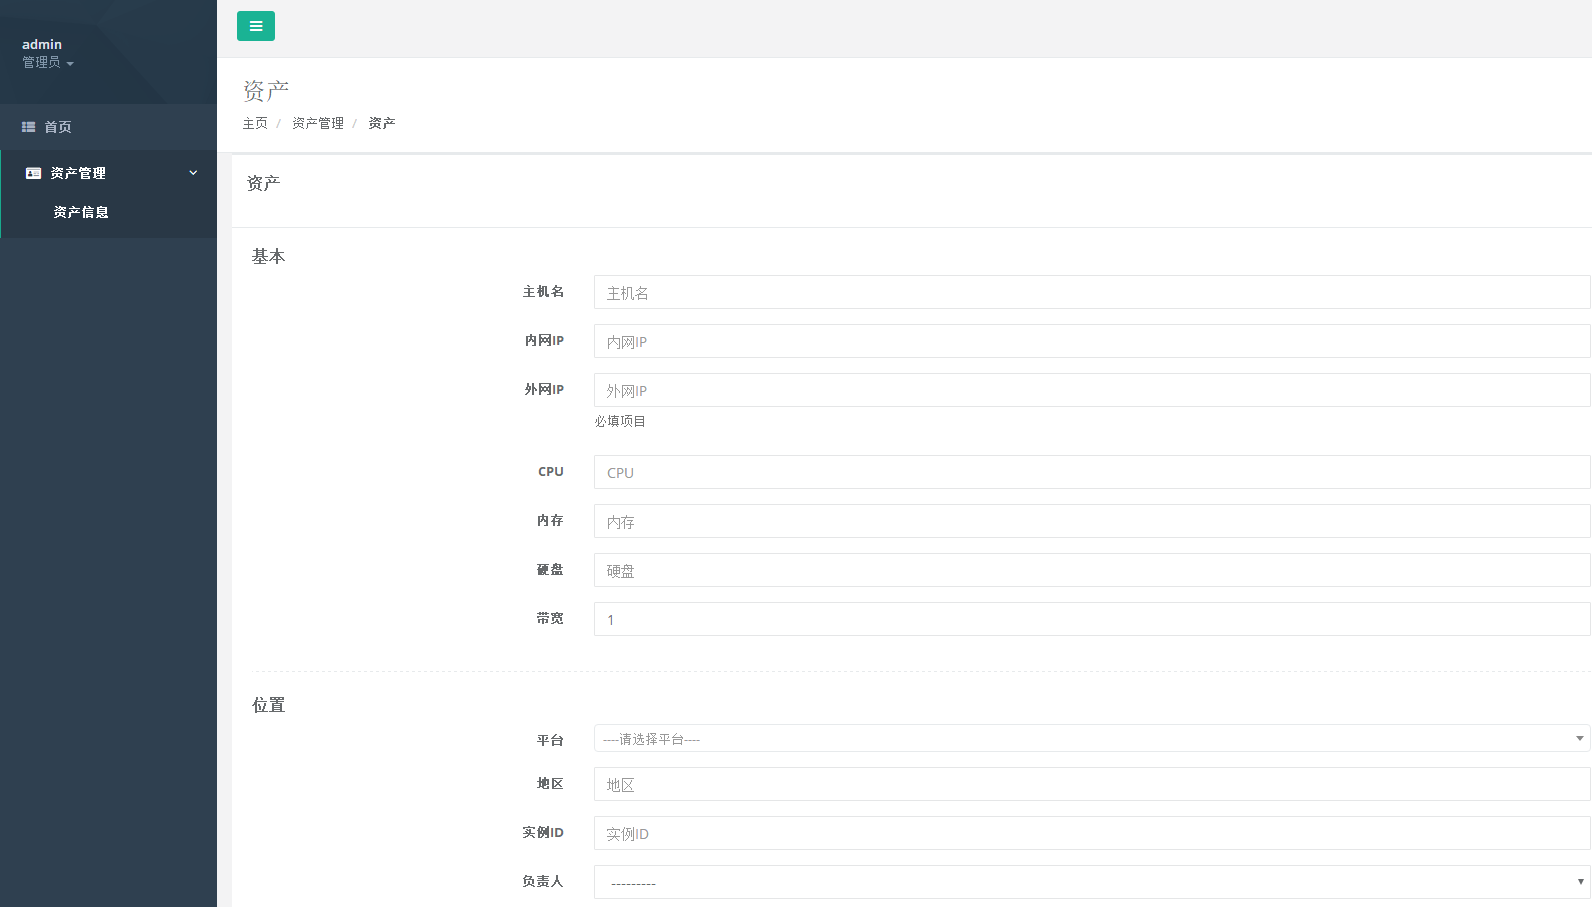 admin
管理员
首页
资产管理
资产信息
资产
主页 / 资产管理 / 资产
资产
基本
主机名 主机名
内网IP 内网IP
外网IP 外网IP
必填项目
CPU CPU
内存 内存
硬盘 硬盘
带宽 1
位置
平台 ----请选择平台----
地区 地区
实例ID 实例ID
负责人 ---------